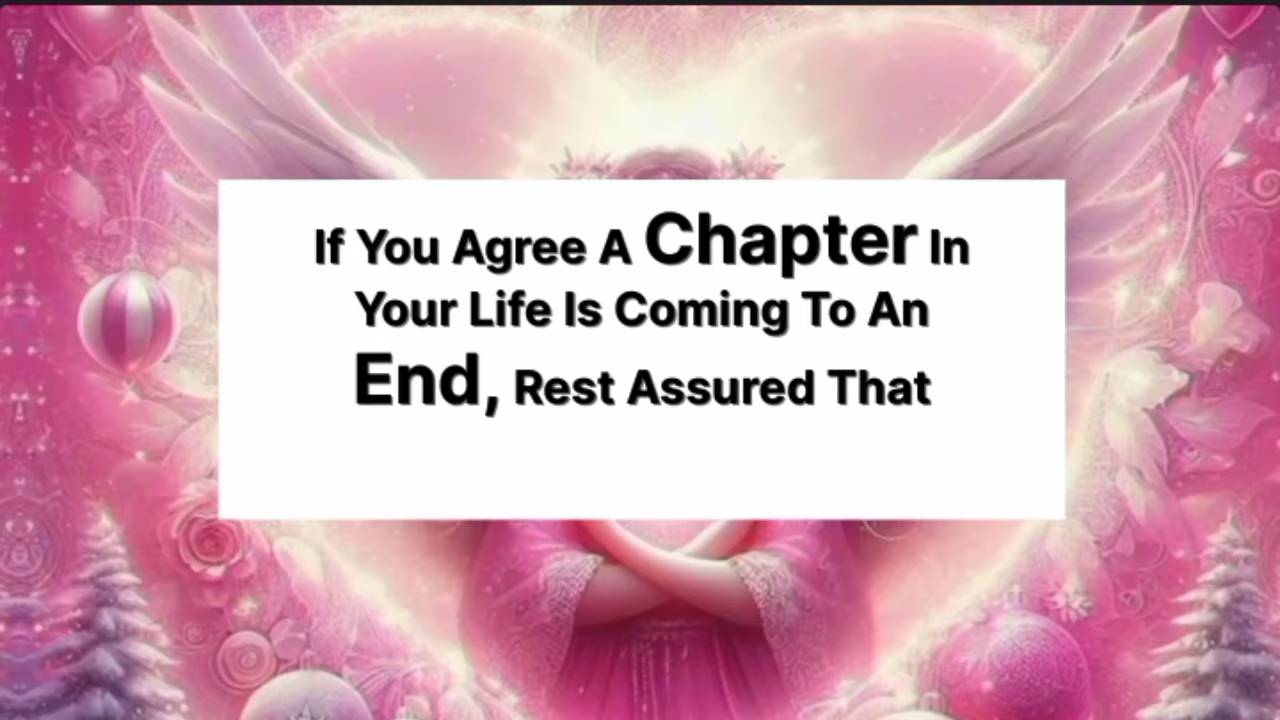 If You Agree A Chapter In
Your Life Is Coming To An
End, Rest Assured That